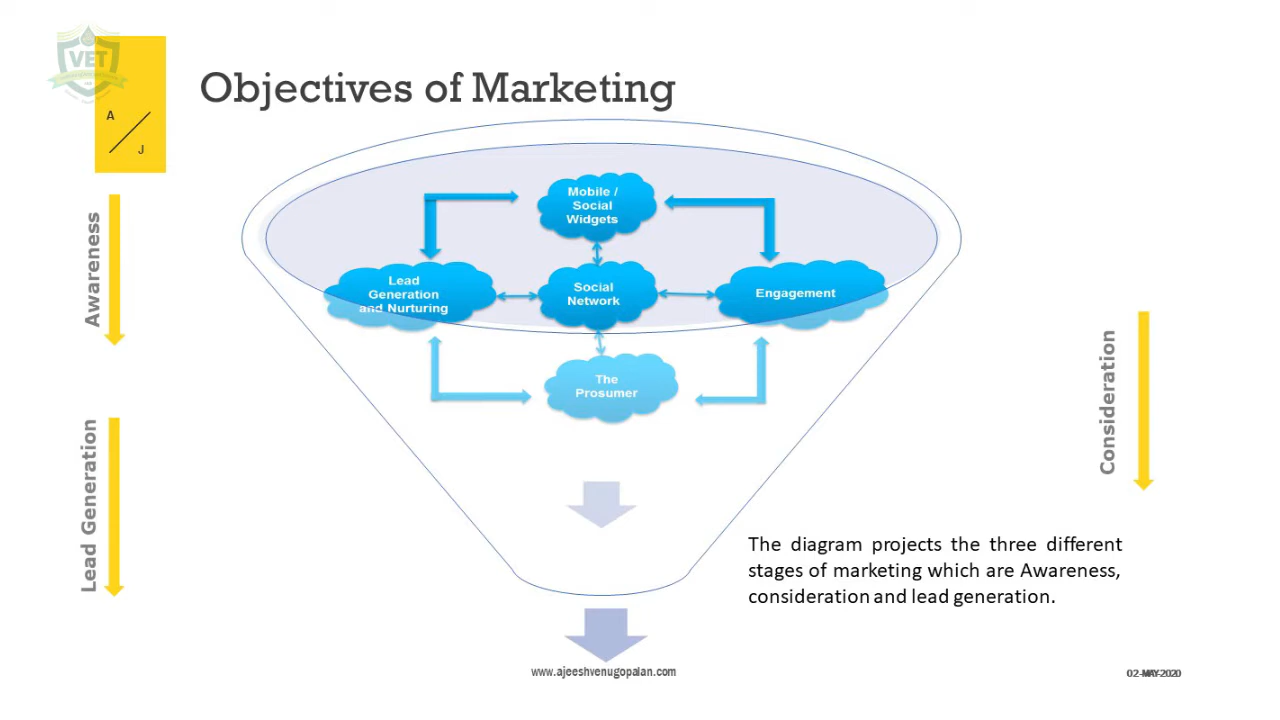 VET
A
J
Objectives of Marketing
Awareness
Lead Generation
Mobile /
Social
Widgets
Lead
Generation
and Nurturing
Social
Network
Engagement
The
Prosumer
Consideration
The diagram projects the three different
stages of marketing which are Awareness,
consideration and lead generation.
www.ajeeshvenugopalan.com
02-MAY-2020